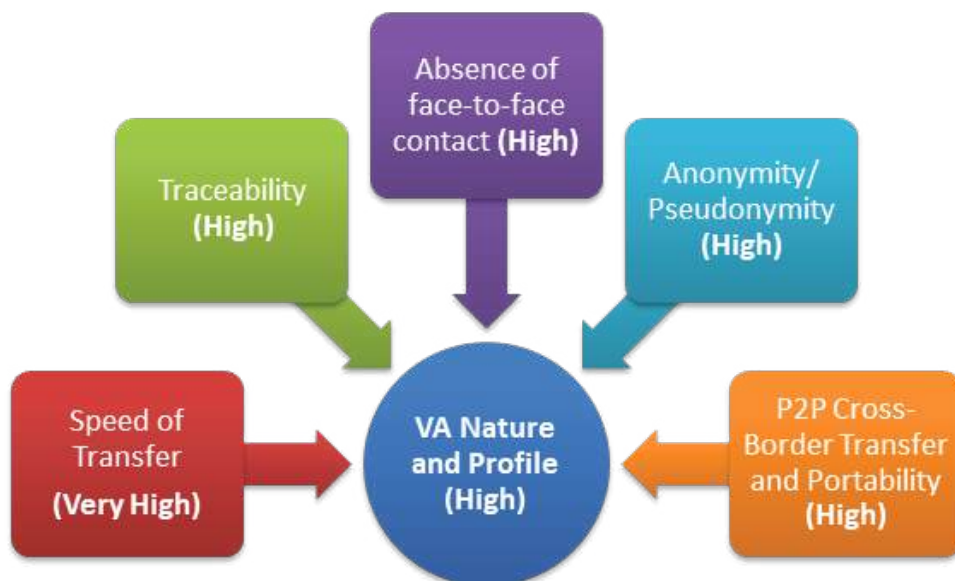 Absence of
face-to-face
contact (High)
Traceability
(High)
Anonymity/
Pseudonymity
(High)
Speed of
Transfer
(Very High)
VA Nature
and Profile
(High)
P2P Cross-
Border Transfer
and Portability
(High)